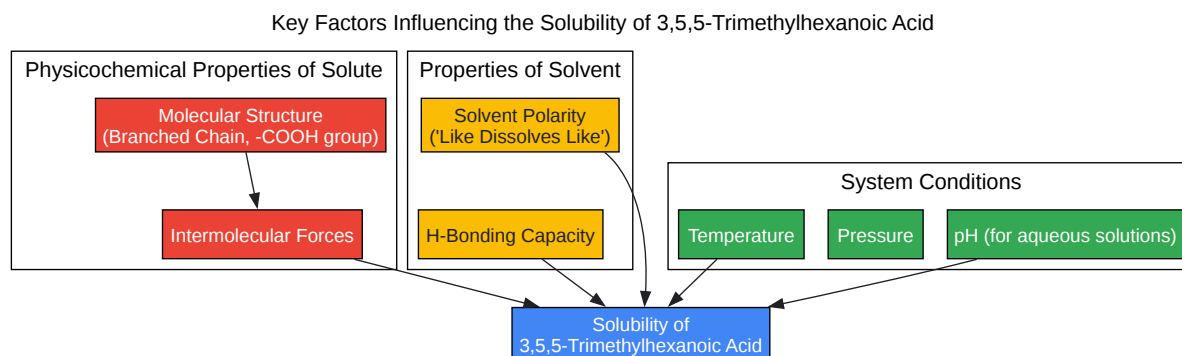 Key Factors Influencing the Solubility of 3,5,5-Trimethylhexanoic Acid
Physicochemical Properties of Solute
Molecular Structure
(Branched Chain, -COOH group)
Intermolecular Forces
Properties of Solvent
Solvent Polarity
('Like Dissolves Like')
H-Bonding Capacity
System Conditions
Temperature
Pressure
pH (for aqueous solutions)
Solubility of
3,5,5-Trimethylhexanoic Acid